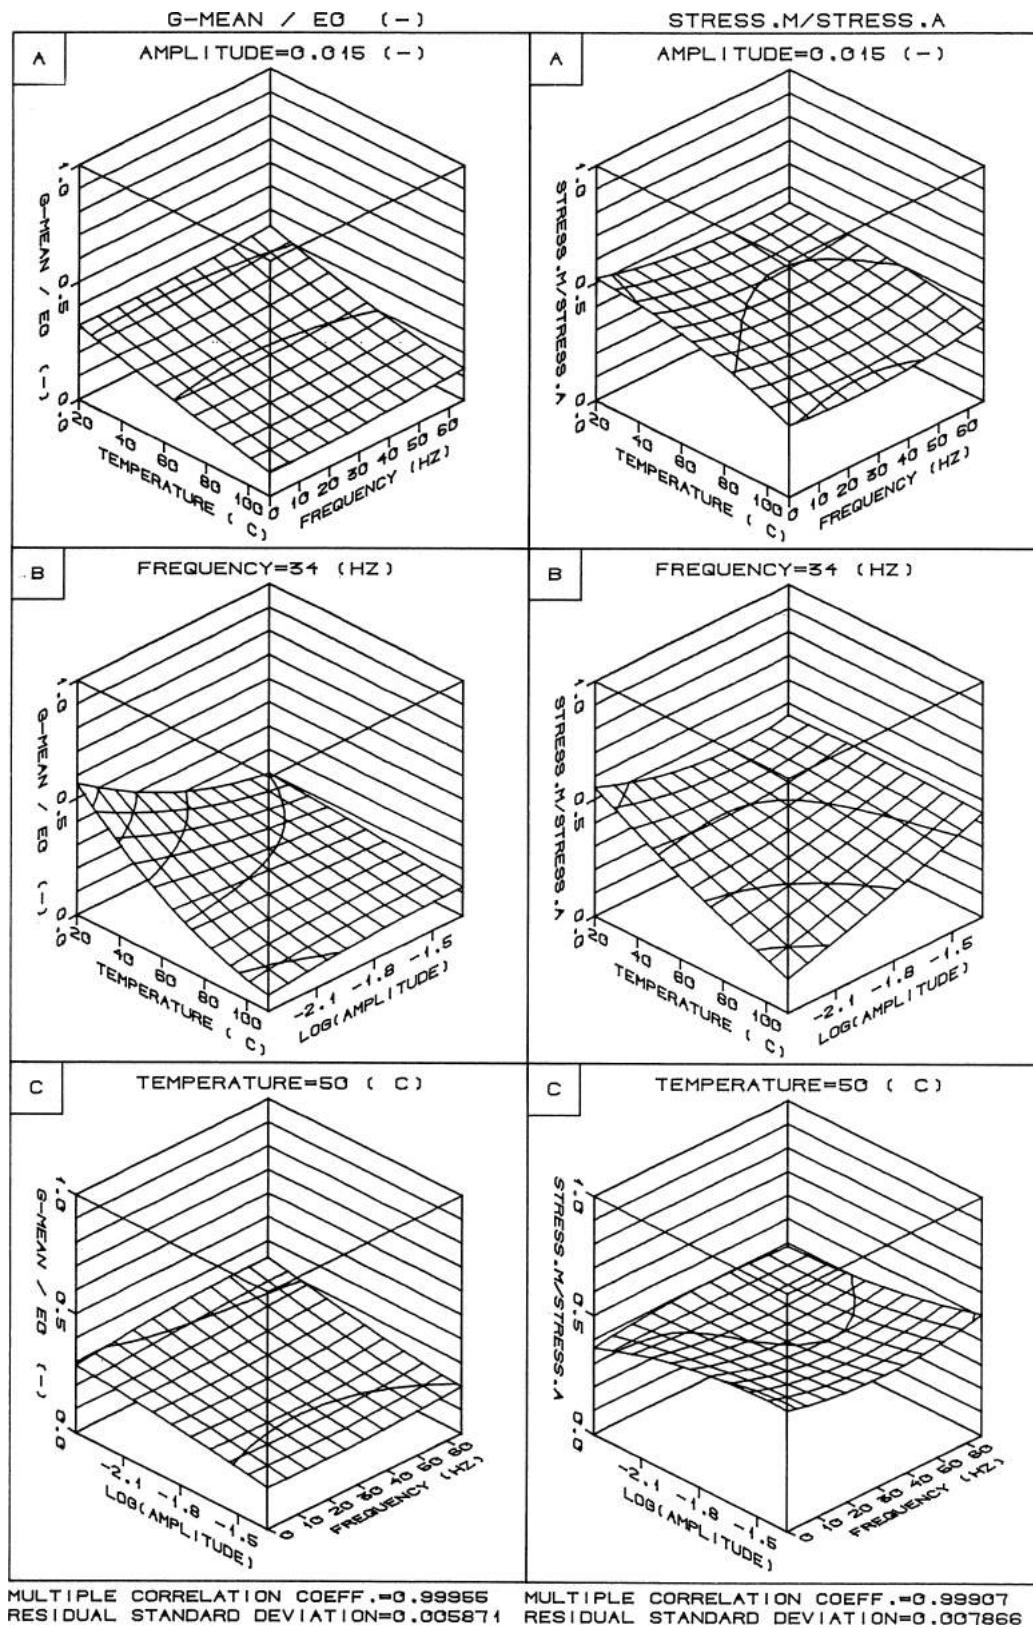 G-MEAN / EO (-)
STRESS.M/STRESS.A
A
AMPLITUDE=0.015 (-)
1.0
0.5
0.0
G-MEAN / EO (-)
20 40 60 80 100
TEMPERATURE ( C)
0 10 20 30 40 50 60
FREQUENCY (HZ)
A
AMPLITUDE=0.015 (-)
1.0
0.5
0.0
STRESS.M/STRESS.A
20 40 60 80 100
TEMPERATURE ( C)
0 10 20 30 40 50 60
FREQUENCY (HZ)
B
FREQUENCY=34 (HZ)
1.0
0.5
0.0
G-MEAN / EO (-)
20 40 60 80 100
TEMPERATURE ( C)
-2.1 -1.8 -1.5
LOG(AMPLITUDE)
B
FREQUENCY=34 (HZ)
1.0
0.5
0.0
STRESS.M/STRESS.A
20 40 60 80 100
TEMPERATURE ( C)
-2.1 -1.8 -1.5
LOG(AMPLITUDE)
C
TEMPERATURE=50 ( C)
1.0
0.5
0.0
G-MEAN / EO (-)
-2.1 -1.8 -1.5
LOG(AMPLITUDE)
0 10 20 30 40 50 60
FREQUENCY (HZ)
C
TEMPERATURE=50 ( C)
1.0
0.5
0.0
STRESS.M/STRESS.A
-2.1 -1.8 -1.5
LOG(AMPLITUDE)
0 10 20 30 40 50 60
FREQUENCY (HZ)
MULTIPLE CORRELATION COEFF.=0.99955
RESIDUAL STANDARD DEVIATION=0.005871
MULTIPLE CORRELATION COEFF.=0.99907
RESIDUAL STANDARD DEVIATION=0.007866